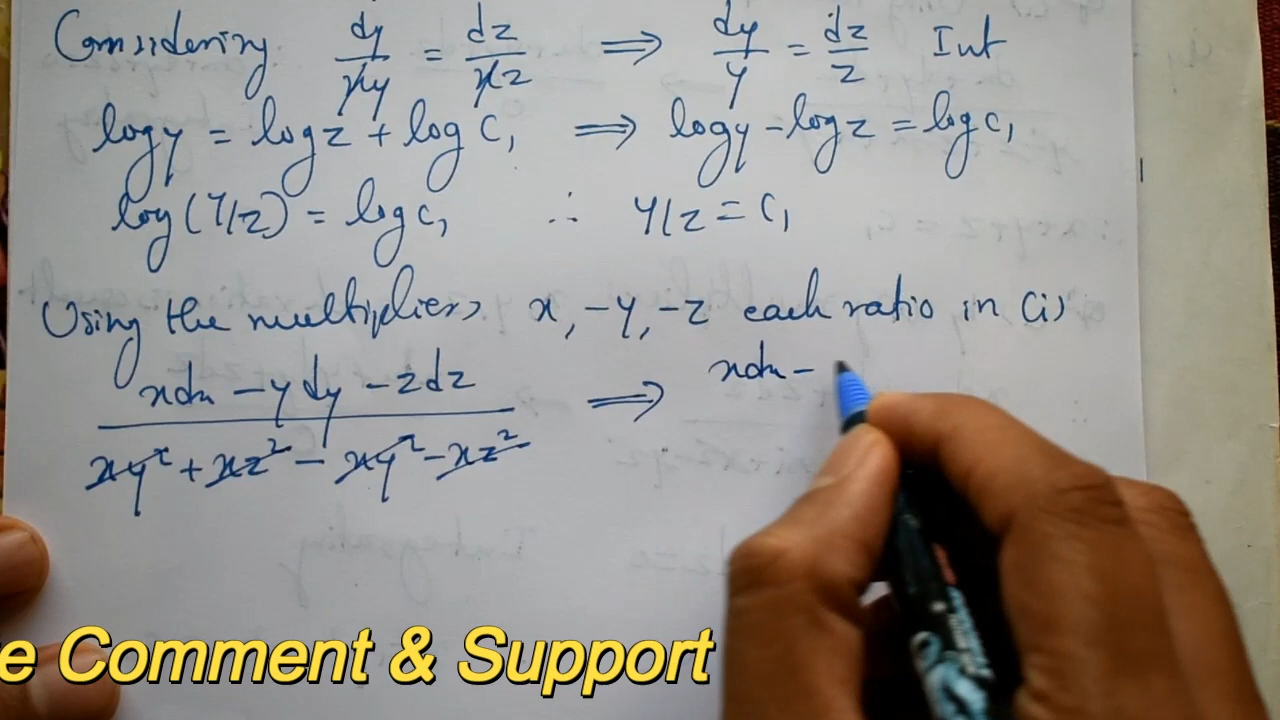 Considering dy/xy = dz/xz ⟹ dy/y = dz/z Int
log y = log z + log c₁ ⟹ log y - log z = log c₁
log (y/z) = log c₁ ∴ y/z = c₁
Using the multipliers x, -y, -z each ratio in (i)
xdx - ydy - zdz / xy² + xz² - xy² - xz² ⟹ xdx -
e Comment & Support